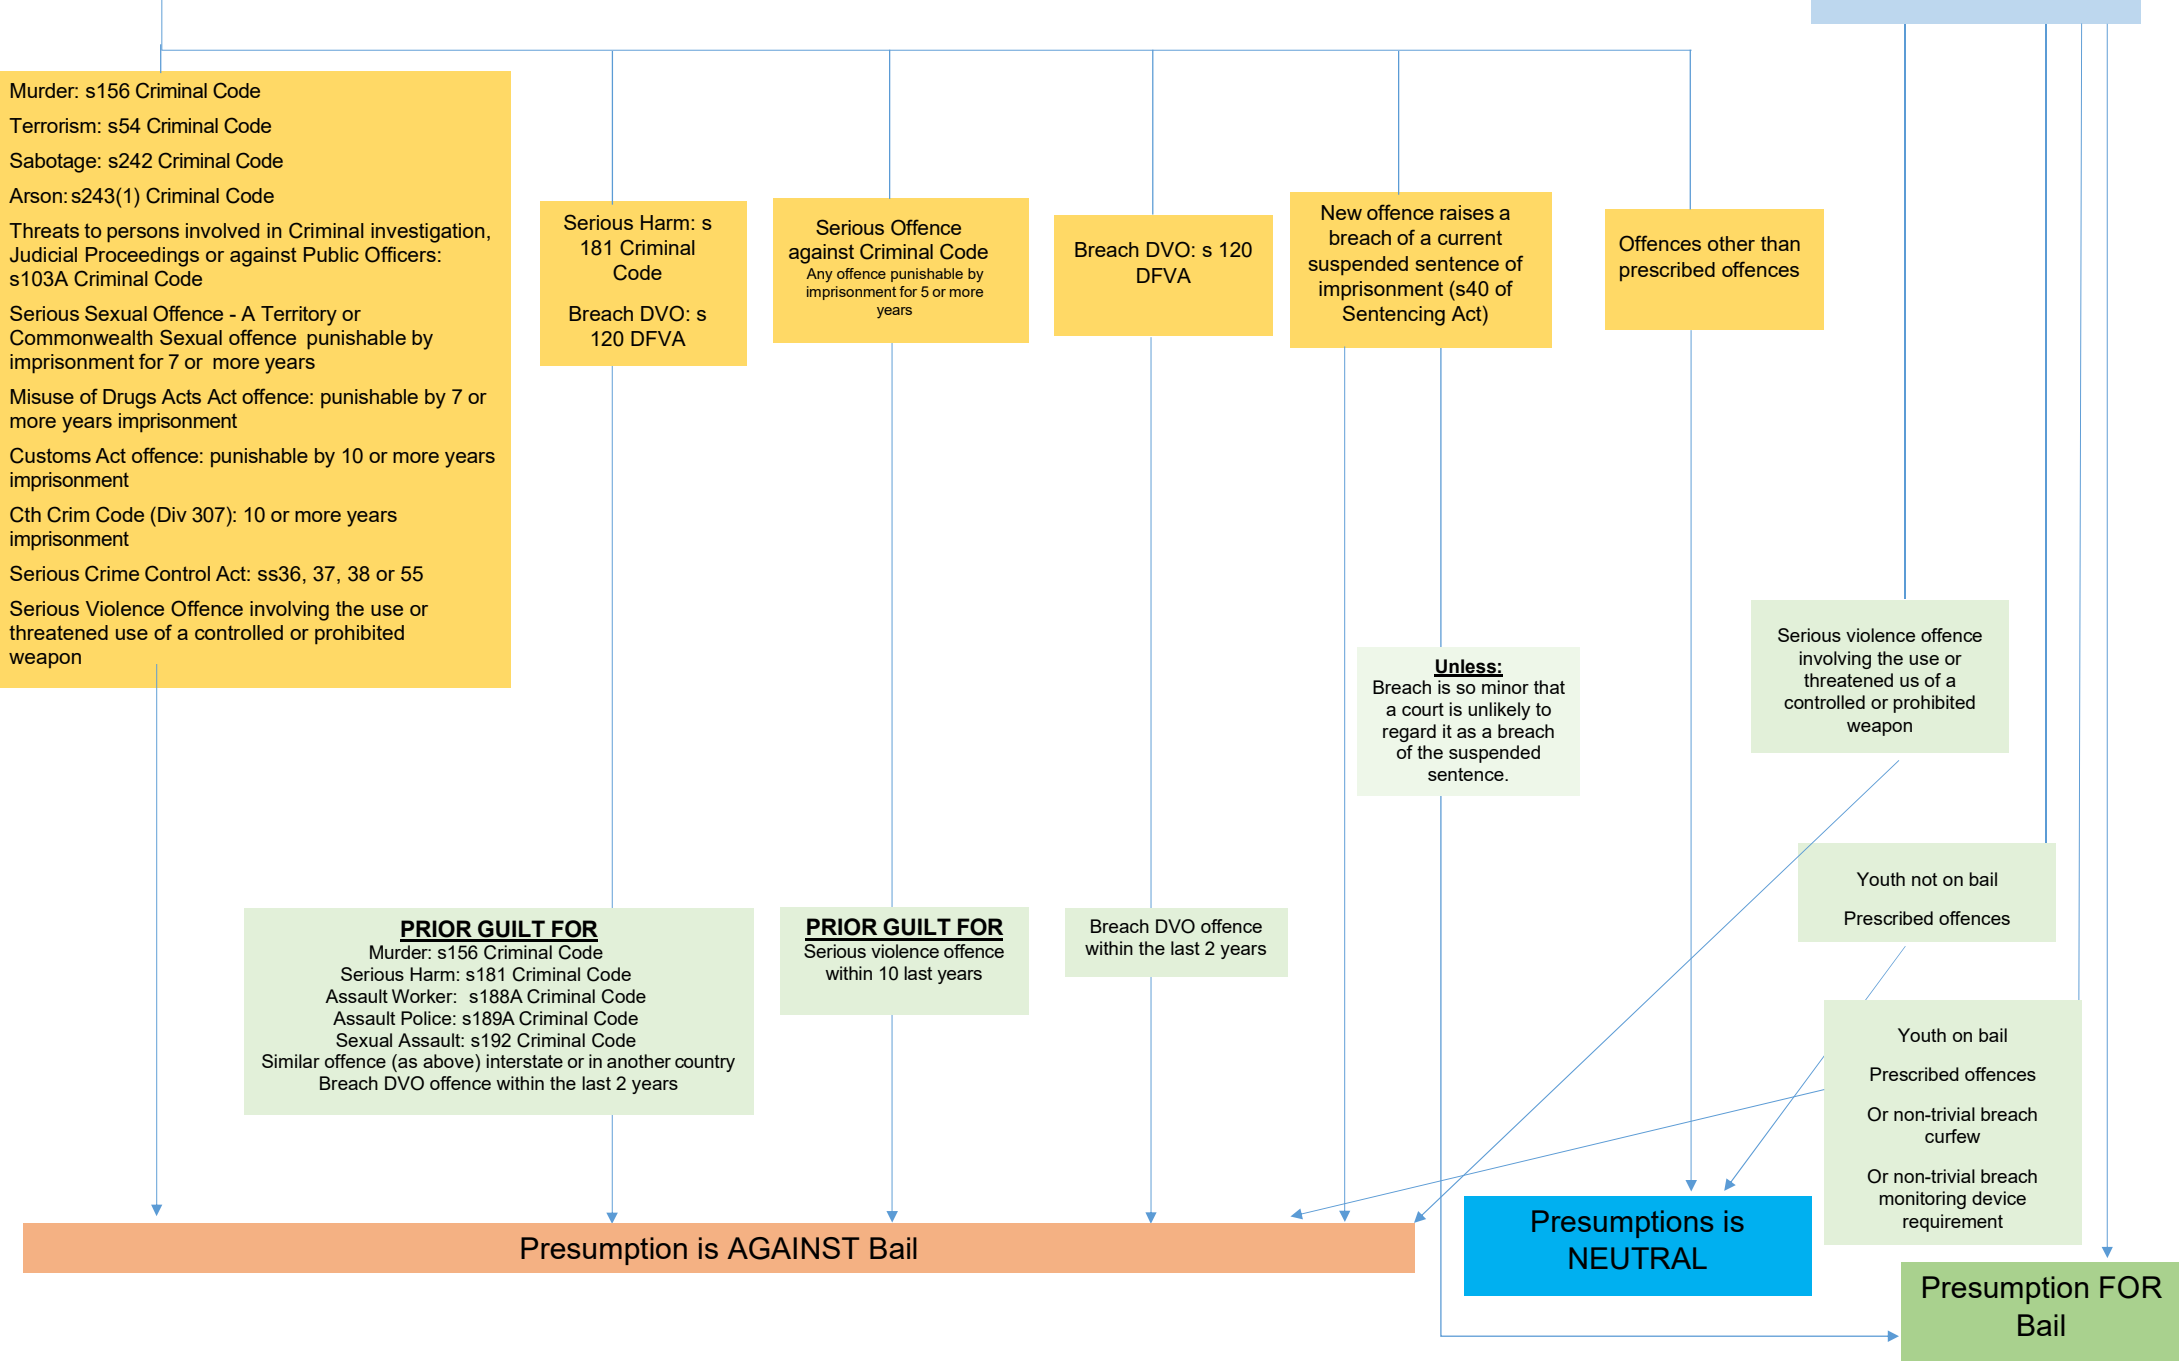 Murder: s156 Criminal Code
Terrorism: s54 Criminal Code
Sabotage: s242 Criminal Code
Arson: s243(1) Criminal Code
Threats to persons involved in Criminal investigation,
Judicial Proceedings or against Public Officers:
s103A Criminal Code
Serious Sexual Offence - A Territory or
Commonwealth Sexual offence punishable by
imprisonment for 7 or more years
Misuse of Drugs Acts Act offence: punishable by 7 or
more years imprisonment
Customs Act offence: punishable by 10 or more years
imprisonment
Cth Crim Code (Div 307): 10 or more years
imprisonment
Serious Crime Control Act: ss36, 37, 38 or 55
Serious Violence Offence involving the use or
threatened use of a controlled or prohibited
weapon
Serious Harm: s
181 Criminal
Code
Breach DVO: s
120 DFVA
Serious Offence
against Criminal Code
Any offence punishable by
imprisonment for 5 or more
years
Breach DVO: s 120
DFVA
New offence raises a
breach of a current
suspended sentence of
imprisonment (s40 of
Sentencing Act)
Offences other than
prescribed offences
Unless:
Breach is so minor that
a court is unlikely to
regard it as a breach
of the suspended
sentence.
Serious violence offence
involving the use or
threatened us of a
controlled or prohibited
weapon
Youth not on bail
Prescribed offences
PRIOR GUILT FOR
Murder: s156 Criminal Code
Serious Harm: s181 Criminal Code
Assault Worker: s188A Criminal Code
Assault Police: s189A Criminal Code
Sexual Assault: s192 Criminal Code
Similar offence (as above) interstate or in another country
Breach DVO offence within the last 2 years
PRIOR GUILT FOR
Serious violence offence
within 10 last years
Breach DVO offence
within the last 2 years
Youth on bail
Prescribed offences
Or non-trivial breach
curfew
Or non-trivial breach
monitoring device
requirement
Presumption is AGAINST Bail
Presumptions is
NEUTRAL
Presumption FOR
Bail